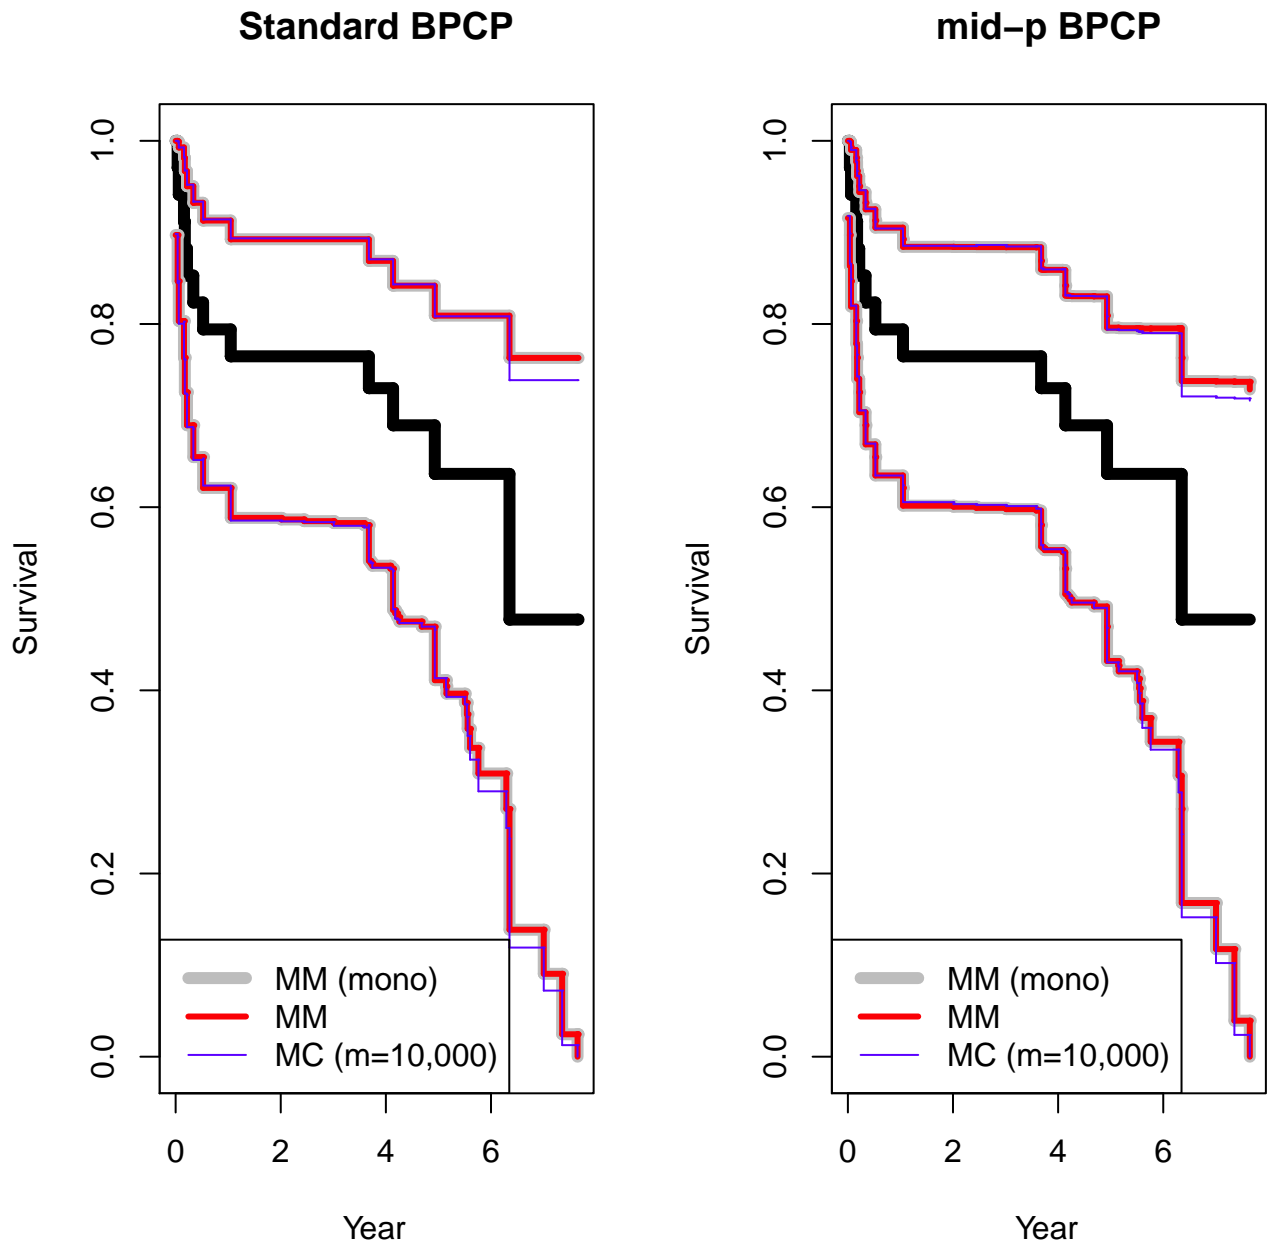 Standard BPCP
Survival
1.0
0.8
0.6
0.4
0.2
0.0
MM (mono)
MM
MC (m=10,000)
0 2 4 6
Year
mid−p BPCP
Survival
1.0
0.8
0.6
0.4
0.2
0.0
MM (mono)
MM
MC (m=10,000)
0 2 4 6
Year